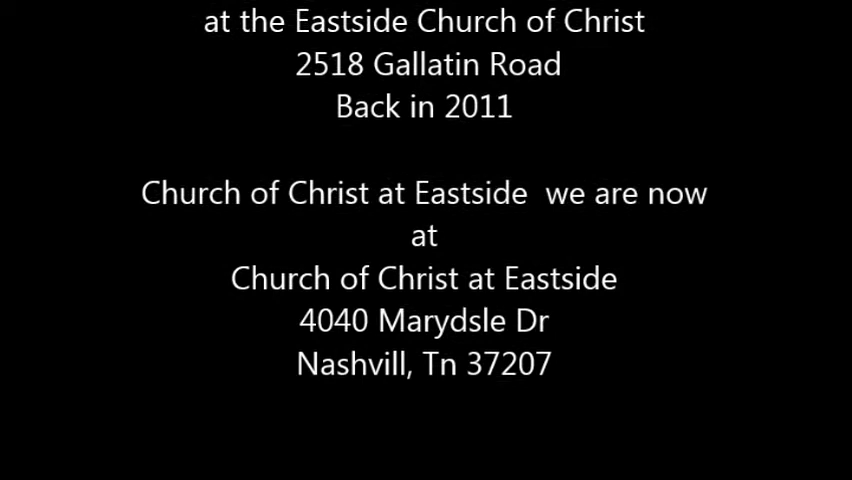 at the Eastside Church of Christ
2518 Gallatin Road
Back in 2011
Church of Christ at Eastside  we are now
at
Church of Christ at Eastside
4040 Marydsle Dr
Nashvill, Tn 37207